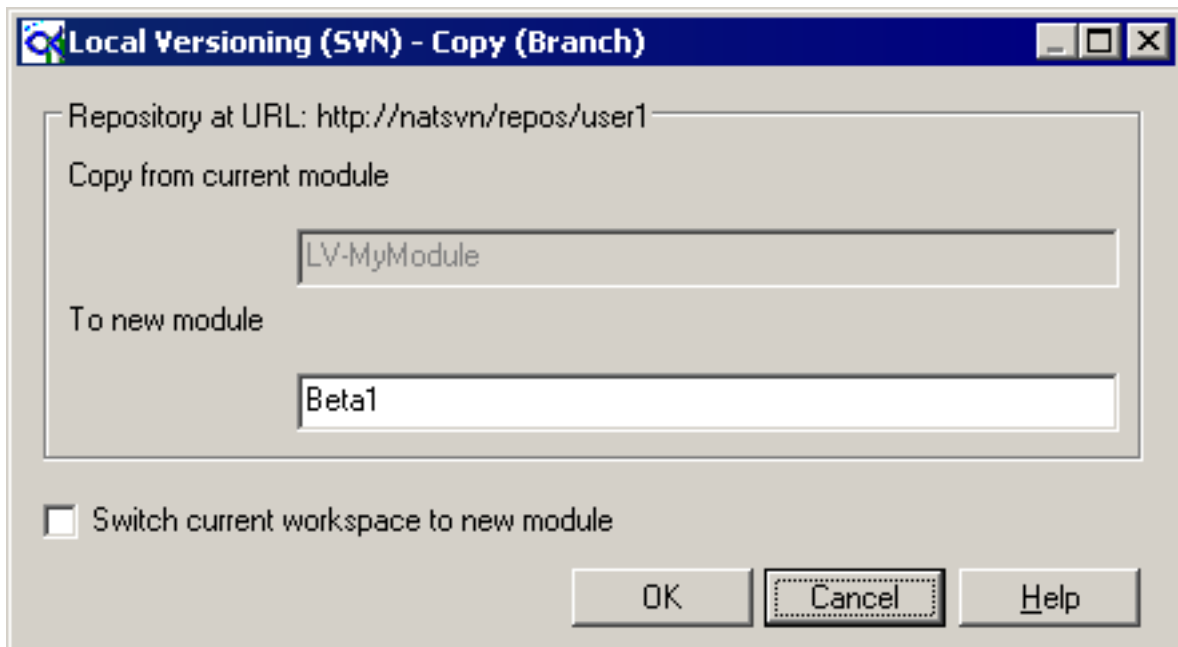 Local Versioning (SVN) - Copy (Branch)
Repository at URL: http://natsvn/repos/user1
Copy from current module
LV-MyModule
To new module
Beta1
Switch current workspace to new module
OK Cancel Help